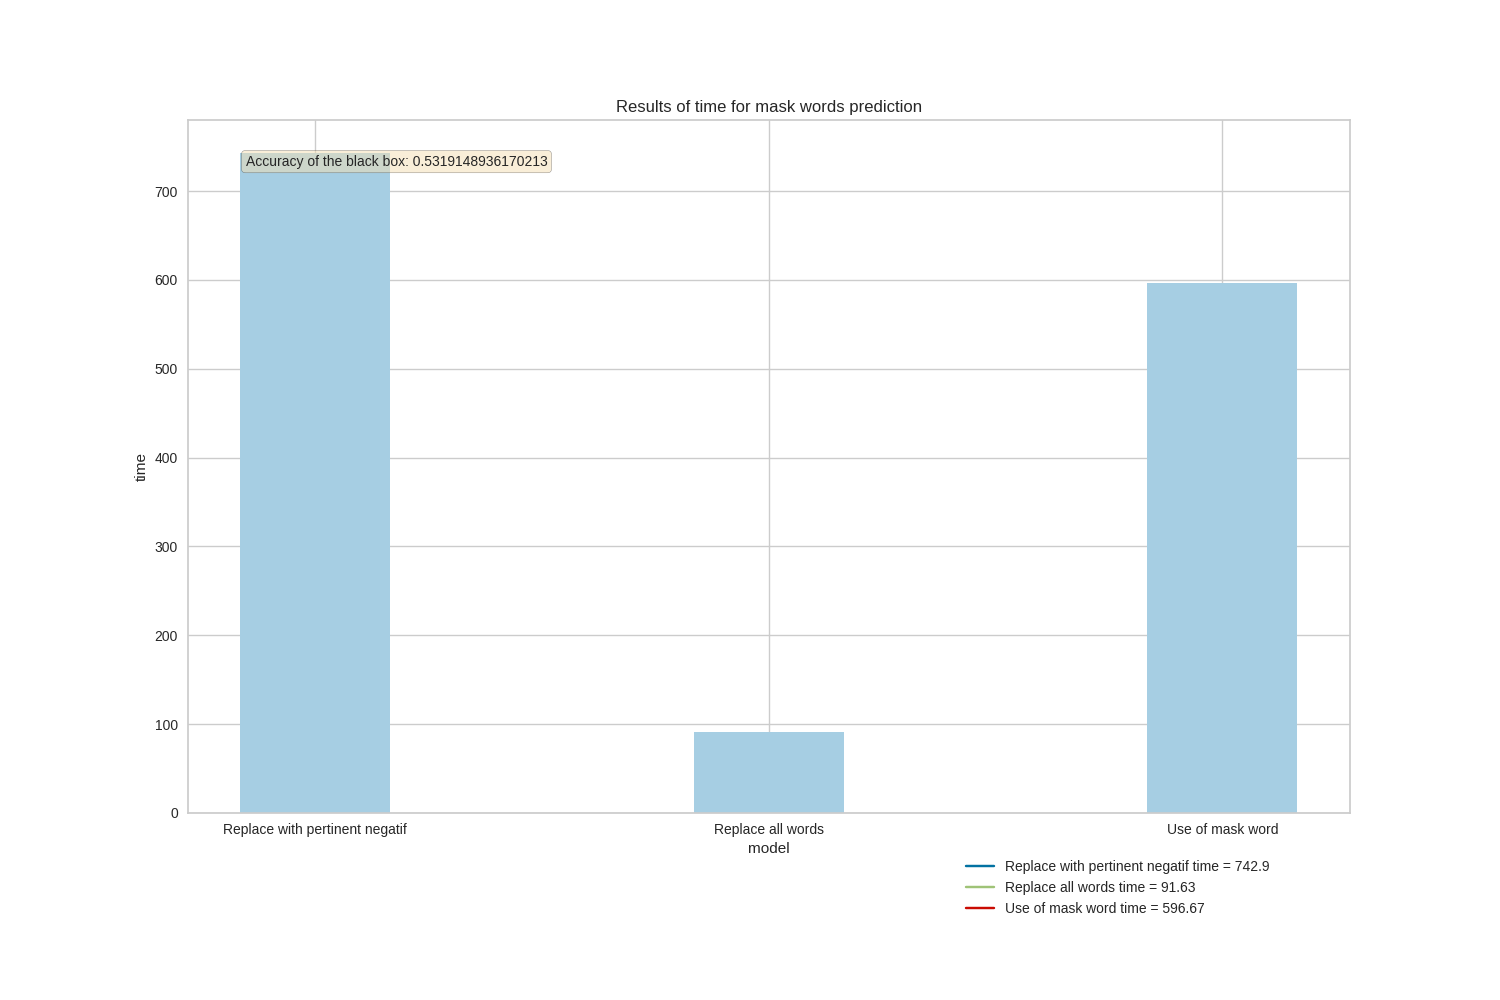 Results of time for mask words prediction
Accuracy of the black box: 0.5319148936170213
700
600
500
400
300
200
100
0
time
Replace with pertinent negatif
Replace all words
Use of mask word
model
Replace with pertinent negatif time = 742.9
Replace all words time = 91.63
Use of mask word time = 596.67